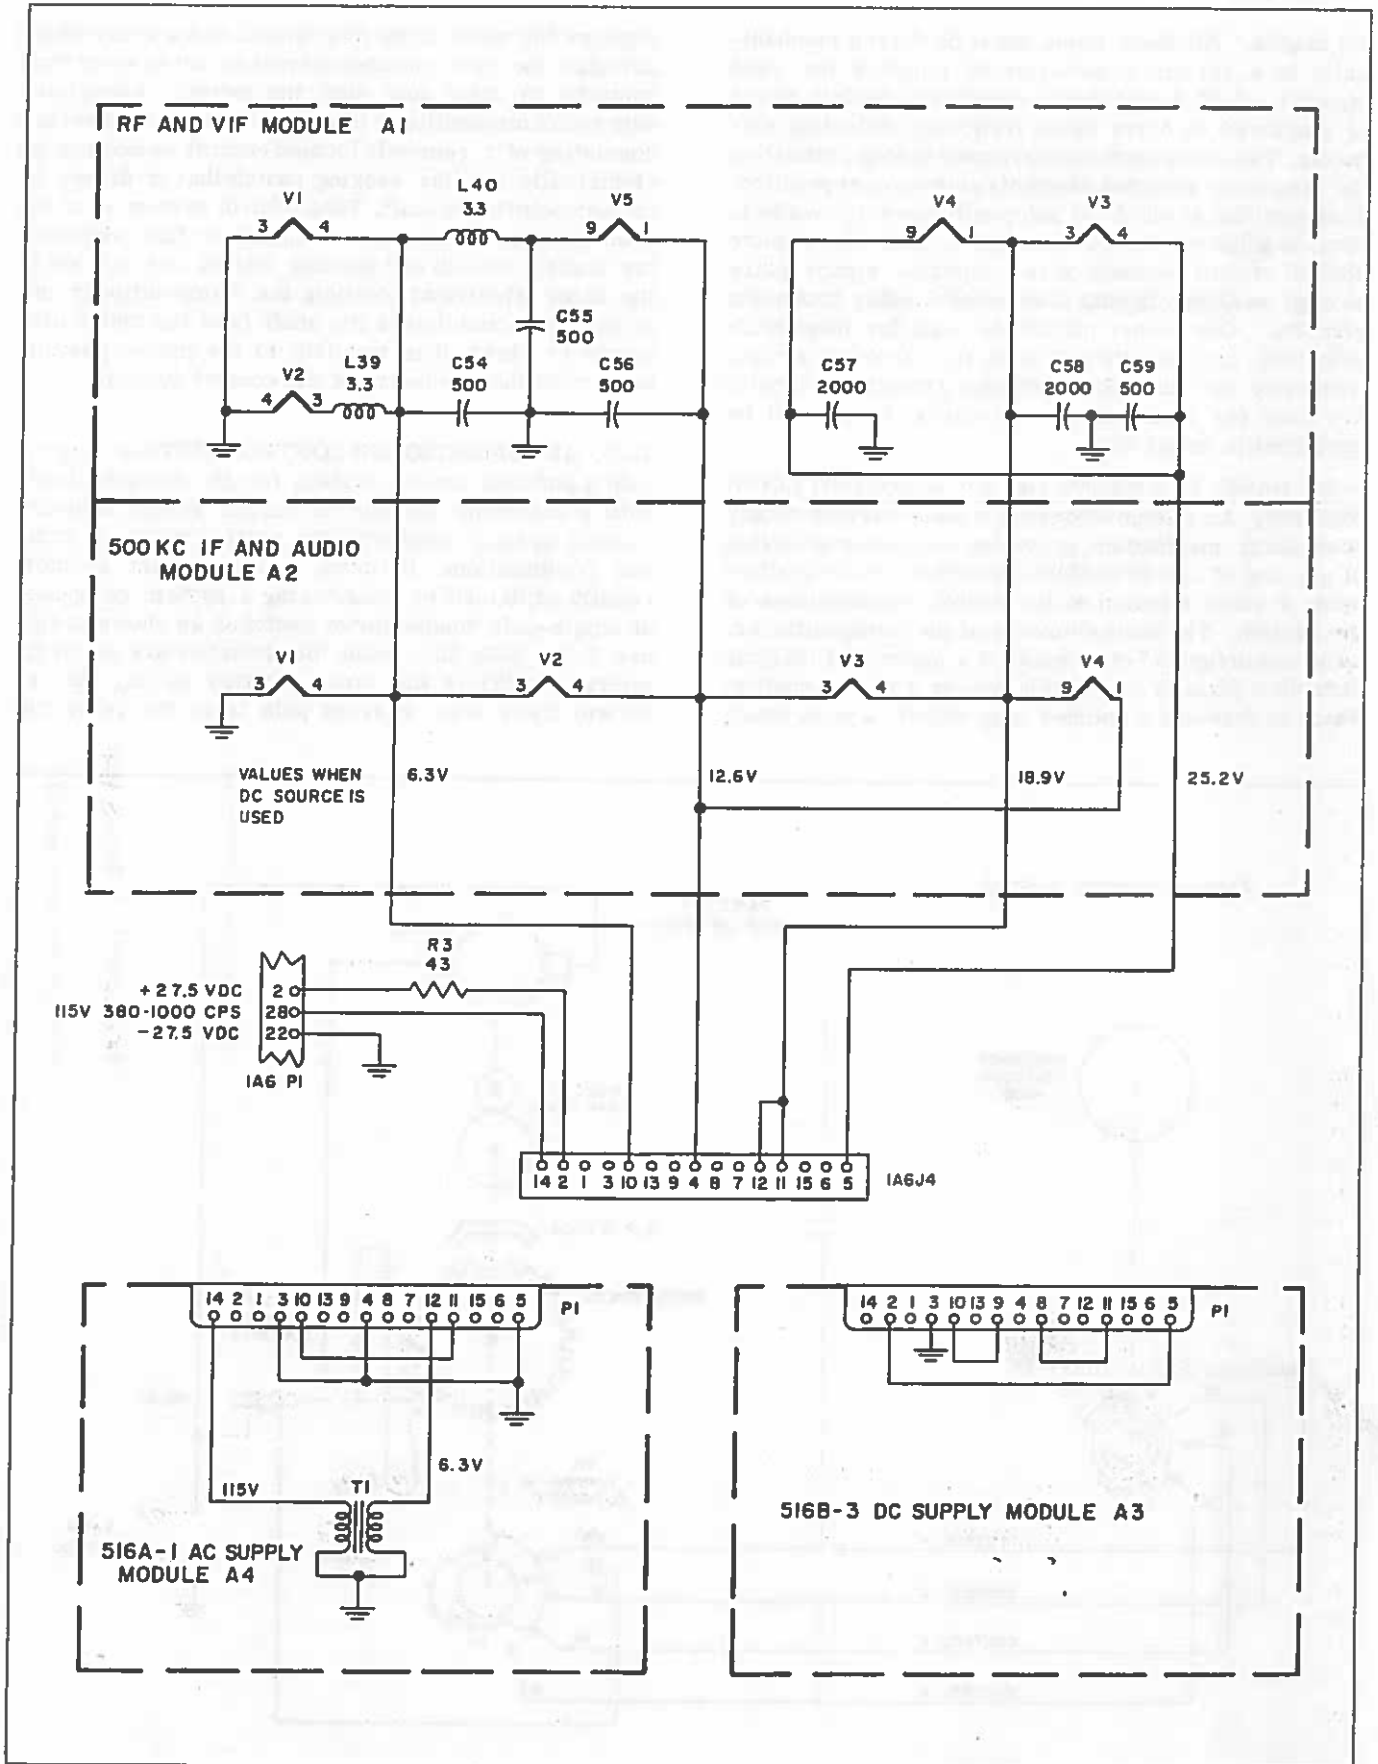 RF AND VIF MODULE A1
V1
3 4
L40
3.3
V5
9 1
V4
9 1
V3
3 4
C55
500
V2
4 3
L39
3.3
C54
500
C56
500
C57
2000
C58
2000
C59
500
500 KC IF AND AUDIO
MODULE A2
V1
3 4
V2
3 4
V3
3 4
V4
9 1
VALUES WHEN
DC SOURCE IS
USED
6.3V
12.6V
18.9V
25.2V
R3
43
+27.5 VDC 2
115V 380-1000 CPS 28
-27.5 VDC 22
1A6 P1
14 2 1 3 10 13 9 4 8 7 12 11 15 6 5
1A6J4
14 2 1 3 10 13 9 4 8 7 12 11 15 6 5
P1
115V
T1
6.3V
516A-1 AC SUPPLY
MODULE A4
14 2 1 3 10 13 9 4 8 7 12 11 15 6 5
P1
516B-3 DC SUPPLY MODULE A3